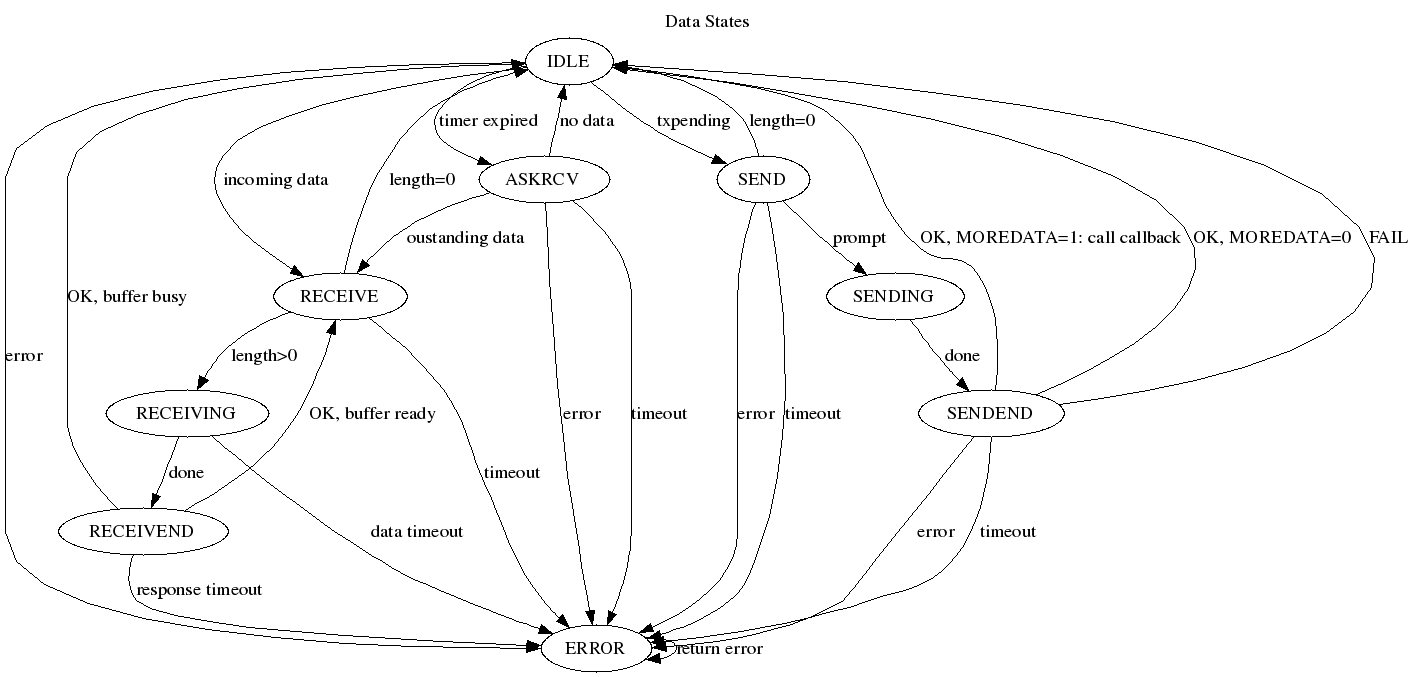 Data States
IDLE
timer expired
no data
txpending
length=0
incoming data
length=0
ASKRCV
SEND
oustanding data
prompt
OK, MOREDATA=1: call callback
OK, MOREDATA=0
FAIL
OK, buffer busy
RECEIVE
SENDING
error
length>0
done
RECEIVING
OK, buffer ready
error
timeout
error
timeout
SENDEND
done
timeout
RECEIVEND
data timeout
error
timeout
response timeout
ERROR
return error